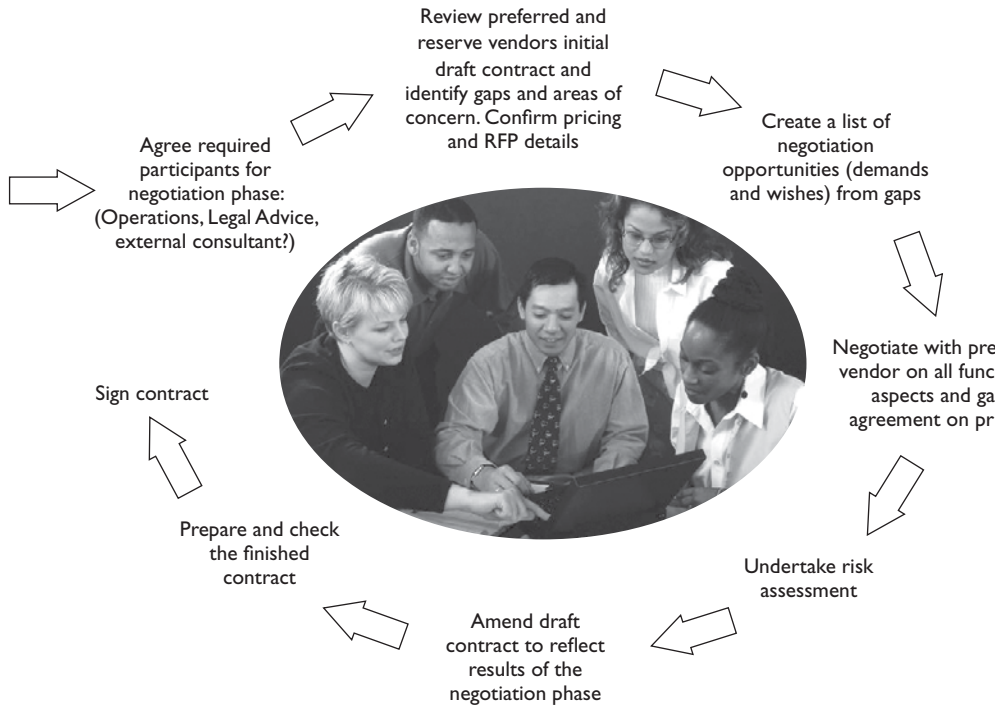 Agree required
participants for
negotiation phase:
(Operations, Legal Advice,
external consultant?)
Review preferred and
reserve vendors initial
draft contract and
identify gaps and areas of
concern. Confirm pricing
and RFP details
Create a list of
negotiation
opportunities (demands
and wishes) from gaps
Negotiate with
vendor on all
aspects and
agreement on
Undertake risk
assessment
Amend draft
contract to reflect
results of the
negotiation phase
Prepare and check
the finished
contract
Sign contract